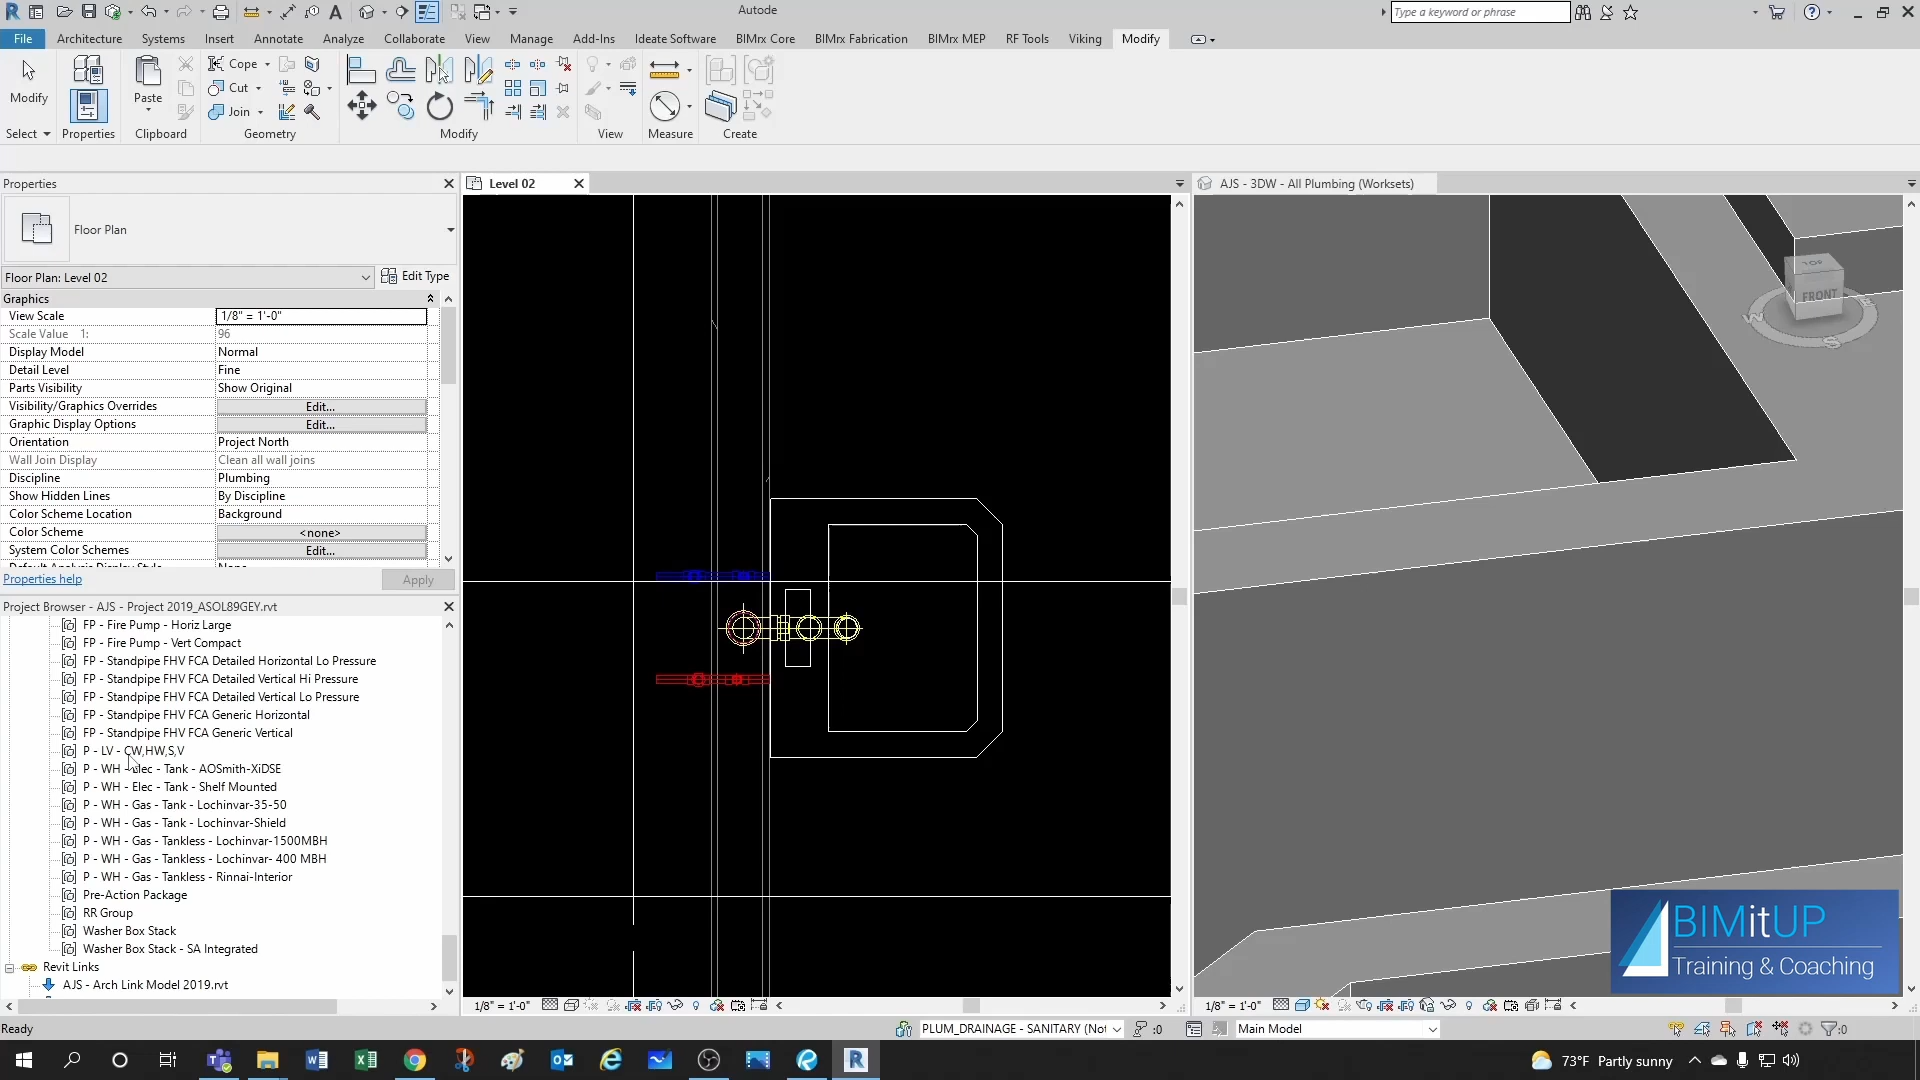 Autode
Type a keyword or phrase
File
Architecture
Systems
Insert
Annotate
Analyze
Collaborate
View
Manage
Add-Ins
Ideate Software
BIMrx Core
BIMrx Fabrication
BIMrx MEP
RF Tools
Viking
Modify
Modify
Paste
Cope
Cut
Join
Select
Properties
Clipboard
Geometry
Modify
View
Measure
Create
Properties
Floor Plan
Floor Plan: Level 02
Edit Type
Graphics
View Scale 1/8" = 1'-0"
Scale Value 1: 96
Display Model Normal
Detail Level Fine
Parts Visibility Show Original
Visibility/Graphics Overrides Edit...
Graphic Display Options Edit...
Orientation Project North
Wall Join Display Clean all wall joins
Discipline Plumbing
Show Hidden Lines By Discipline
Color Scheme Location Background
Color Scheme <none>
System Color Schemes Edit...
Properties help
Apply
Project Browser - AJS - Project 2019_ASOL89GEY.rvt
FP - Fire Pump - Horiz Large
FP - Fire Pump - Vert Compact
FP - Standpipe FHV FCA Detailed Horizontal Lo Pressure
FP - Standpipe FHV FCA Detailed Vertical Hi Pressure
FP - Standpipe FHV FCA Detailed Vertical Lo Pressure
FP - Standpipe FHV FCA Generic Horizontal
FP - Standpipe FHV FCA Generic Vertical
P - LV - CW,HW,S,V
P - WH - Elec - Tank - AOSmith-XiDSE
P - WH - Elec - Tank - Shelf Mounted
P - WH - Gas - Tank - Lochinvar-35-50
P - WH - Gas - Tank - Lochinvar-Shield
P - WH - Gas - Tankless - Lochinvar-1500MBH
P - WH - Gas - Tankless - Lochinvar- 400 MBH
P - WH - Gas - Tankless - Rinnai-Interior
Pre-Action Package
RR Group
Washer Box Stack
Washer Box Stack - SA Integrated
Revit Links
AJS - Arch Link Model 2019.rvt
Level 02
AJS - 3DW - All Plumbing (Worksets)
TOP
FRONT
W
S
BIMitUP
Training & Coaching
1/8" = 1'-0"
1/8" = 1'-0"
Ready
PLUM_DRAINAGE - SANITARY (Not
:0
Main Model
:0
73°F Partly sunny